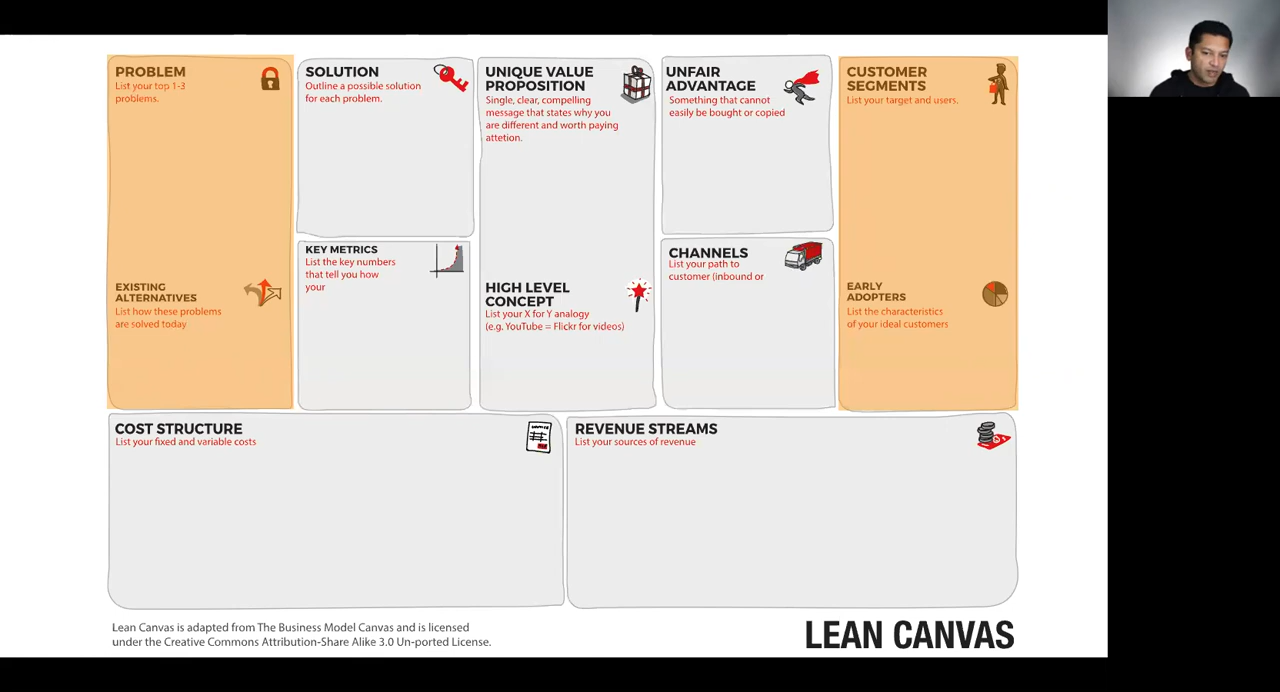 PROBLEM
List your top 1-3
problems.
EXISTING
ALTERNATIVES
List how these problems
are solved today
SOLUTION
Outline a possible solution
for each problem.
KEY METRICS
List the key numbers
that tell you how
your
UNIQUE VALUE
PROPOSITION
Single, clear, compelling
message that states why you
are different and worth paying
attetion.
HIGH LEVEL
CONCEPT
List your X for Y analogy
(e.g. YouTube = Flickr for videos)
UNFAIR
ADVANTAGE
Something that cannot
easily be bought or copied
CHANNELS
List your path to
customer (inbound or
CUSTOMER
SEGMENTS
List your target and users.
EARLY
ADOPTERS
List the characteristics
of your ideal customers
COST STRUCTURE
List your fixed and variable costs
REVENUE STREAMS
List your sources of revenue
Lean Canvas is adapted from The Business Model Canvas and is licensed
under the Creative Commons Attribution-Share Alike 3.0 Un-ported License.
LEAN CANVAS